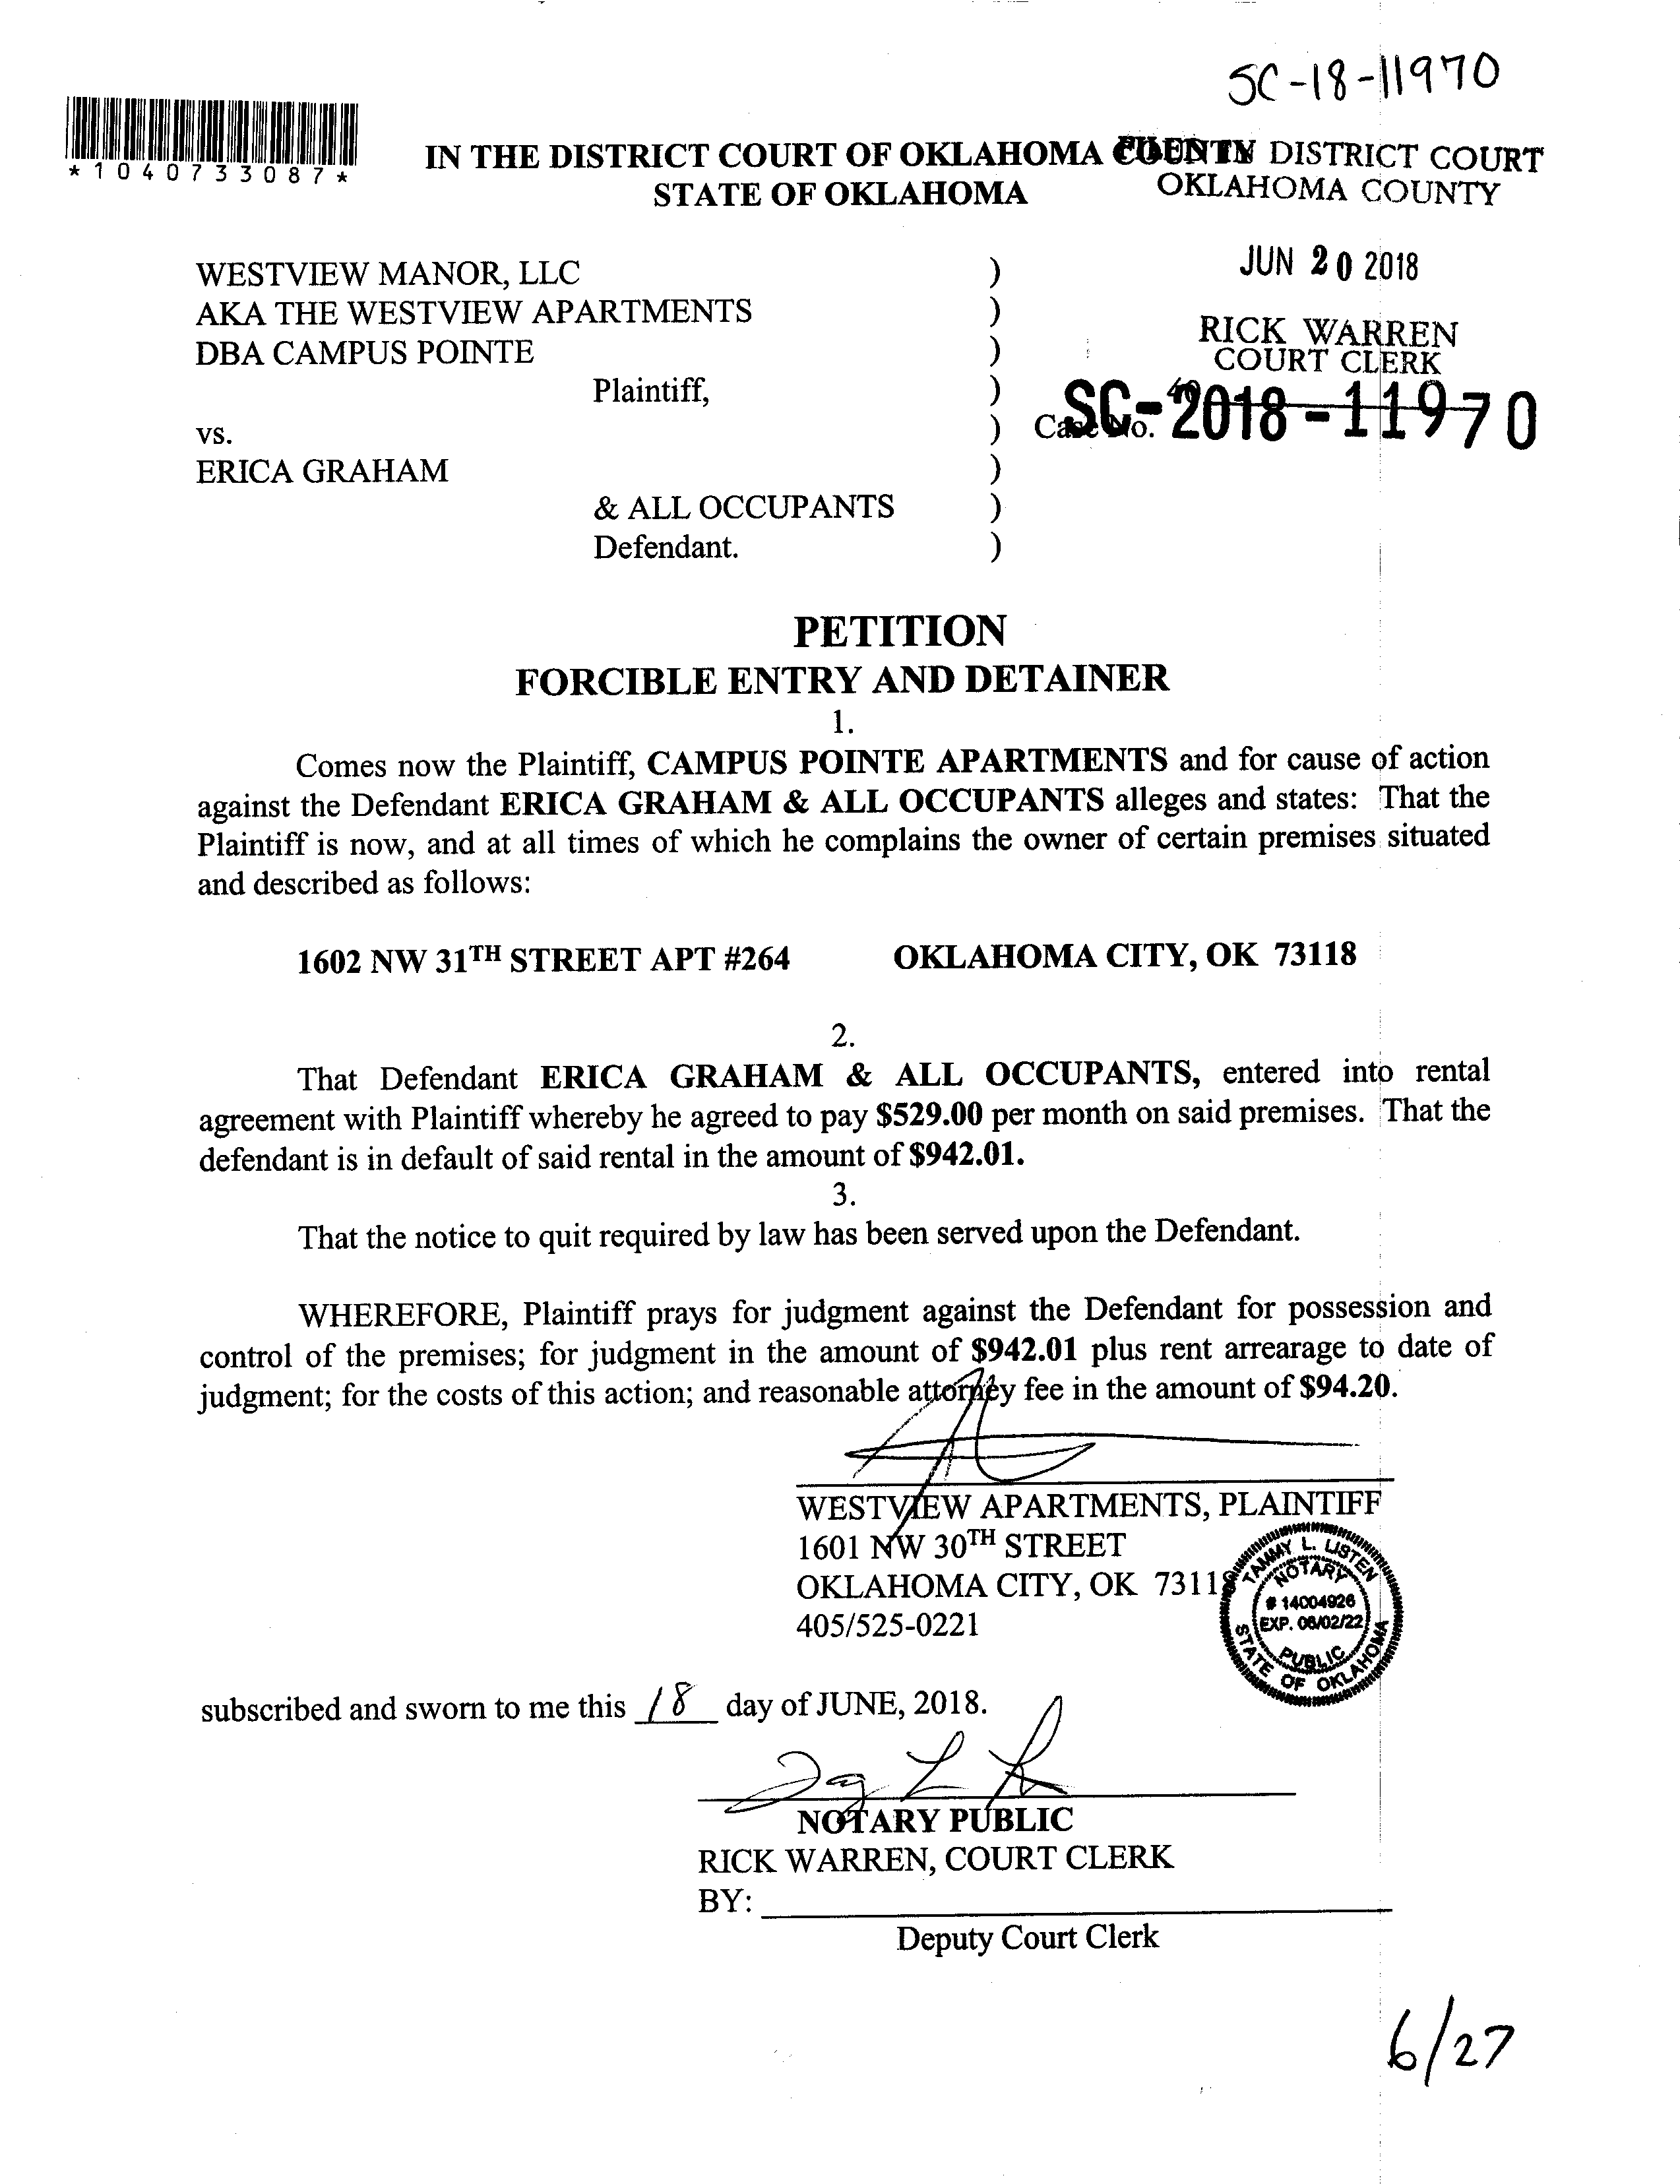 SC-18-11970
*1040733087*
IN THE DISTRICT COURT OF OKLAHOMA COUNTY
STATE OF OKLAHOMA
FILED IN DISTRICT COURT
OKLAHOMA COUNTY
JUN 20 2018
RICK WARREN
COURT CLERK
WESTVIEW MANOR, LLC )
AKA THE WESTVIEW APARTMENTS )
DBA CAMPUS POINTE )
Plaintiff, )
vs. ) Case No. SC-2018-11970
ERICA GRAHAM )
& ALL OCCUPANTS )
Defendant. )
PETITION
FORCIBLE ENTRY AND DETAINER
1.
Comes now the Plaintiff, CAMPUS POINTE APARTMENTS and for cause of action
against the Defendant ERICA GRAHAM & ALL OCCUPANTS alleges and states: That the
Plaintiff is now, and at all times of which he complains the owner of certain premises situated
and described as follows:
1602 NW 31TH STREET APT #264 OKLAHOMA CITY, OK 73118
2.
That Defendant ERICA GRAHAM & ALL OCCUPANTS, entered into rental
agreement with Plaintiff whereby he agreed to pay $529.00 per month on said premises. That the
defendant is in default of said rental in the amount of $942.01.
3.
That the notice to quit required by law has been served upon the Defendant.
WHEREFORE, Plaintiff prays for judgment against the Defendant for possession and
control of the premises; for judgment in the amount of $942.01 plus rent arrearage to date of
judgment; for the costs of this action; and reasonable attorney fee in the amount of $94.20.
WESTVIEW APARTMENTS, PLAINTIFF
1601 NW 30TH STREET
OKLAHOMA CITY, OK 73118
405/525-0221
TAMMY L. LISTEN
NOTARY
# 14004926
EXP. 06/02/22
PUBLIC
STATE OF OKLAHOMA
subscribed and sworn to me this 18 day of JUNE, 2018.
NOTARY PUBLIC
RICK WARREN, COURT CLERK
BY:
Deputy Court Clerk
6/27